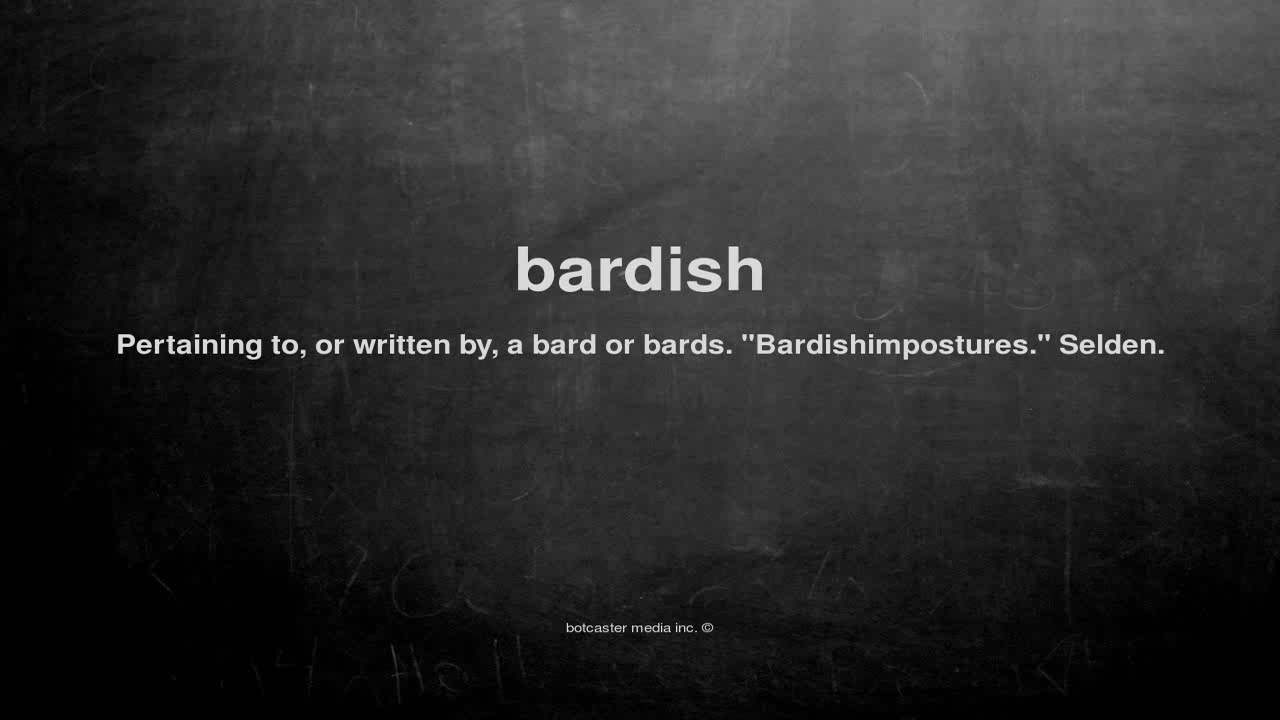 bardish
Pertaining to, or written by, a bard or bards. "Bardishimpostures." Selden.
botcaster media inc. ©